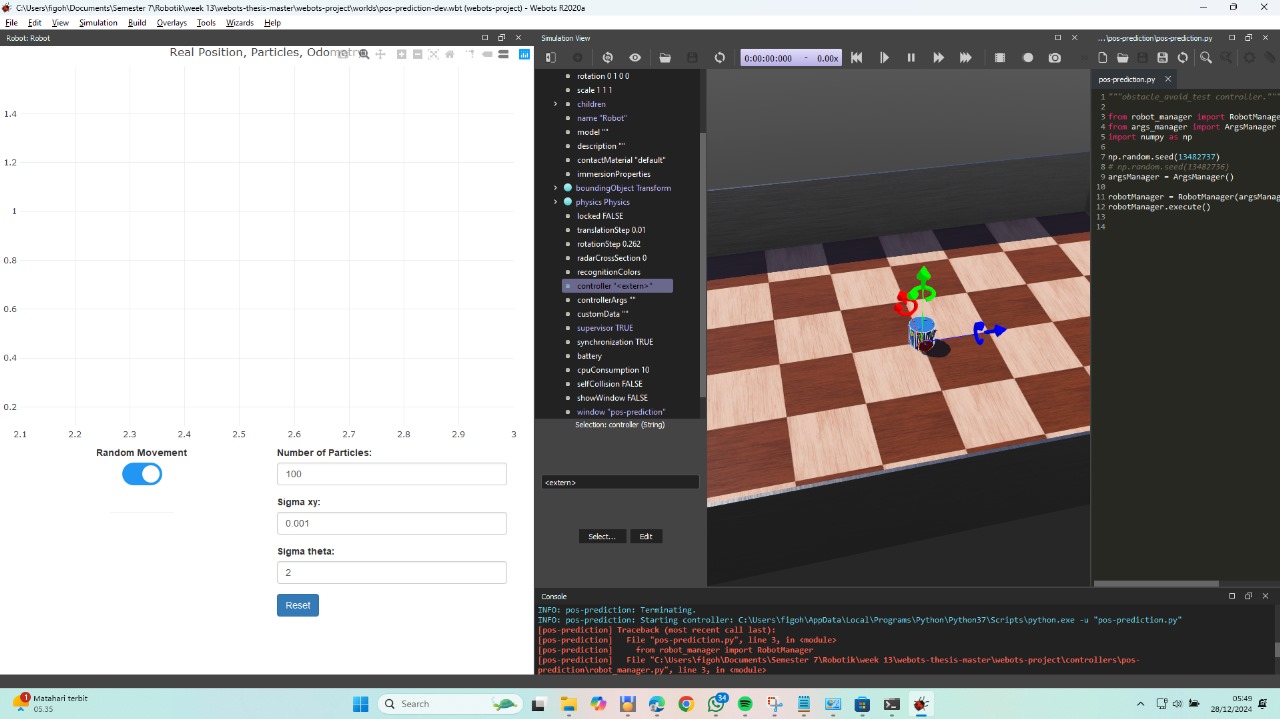 C:\Users\figoh\Documents\Semester 7\Robotik\week 13\webots-thesis-master\webots-project\worlds\pos-prediction-dev.wbt (webots-project) - Webots R2020a
File Edit View Simulation Build Overlays Tools Wizards Help
Robot: Robot
Real Position, Particles, Odometry
1.4
1.2
1
0.8
0.6
0.4
0.2
2.1 2.2 2.3 2.4 2.5 2.6 2.7 2.8 2.9 3
Random Movement
Number of Particles:
100
Sigma xy:
0.001
Sigma theta:
2
Reset
Simulation View
0:00:00:000 - 0.00x
rotation 0 1 0 0
scale 1 1 1
children
name "Robot"
model ""
description ""
contactMaterial "default"
immersionProperties
boundingObject Transform
physics Physics
locked FALSE
translationStep 0.01
rotationStep 0.262
radarCrossSection 0
recognitionColors
controller "<extern>"
controllerArgs ""
customData ""
supervisor TRUE
synchronization TRUE
battery
cpuConsumption 10
selfCollision FALSE
showWindow FALSE
window "pos-prediction"
Selection: controller (String)
<extern>
Select... Edit
...pos-prediction\pos-prediction.py
pos-prediction.py
1 """obstacle_avoid_test controller."""
2
3 from robot_manager import RobotManage
4 from args_manager import ArgsManager
5 import numpy as np
6
7 np.random.seed(13482737)
8 # np.random.seed(13482736)
9 argsManager = ArgsManager()
10
11 robotManager = RobotManager(argsManag
12 robotManager.execute()
13
14
Console
INFO: pos-prediction: Terminating.
INFO: pos-prediction: Starting controller: C:\Users\figoh\AppData\Local\Programs\Python\Python37\Scripts\python.exe -u "pos-prediction.py"
[pos-prediction] Traceback (most recent call last):
[pos-prediction] File "pos-prediction.py", line 3, in <module>
[pos-prediction] from robot_manager import RobotManager
[pos-prediction] File "C:\Users\figoh\Documents\Semester 7\Robotik\week 13\webots-thesis-master\webots-project\controllers\pos-
prediction\robot_manager.py", line 3, in <module>
1
Matahari terbit
05.35
Search
34
05:49
28/12/2024